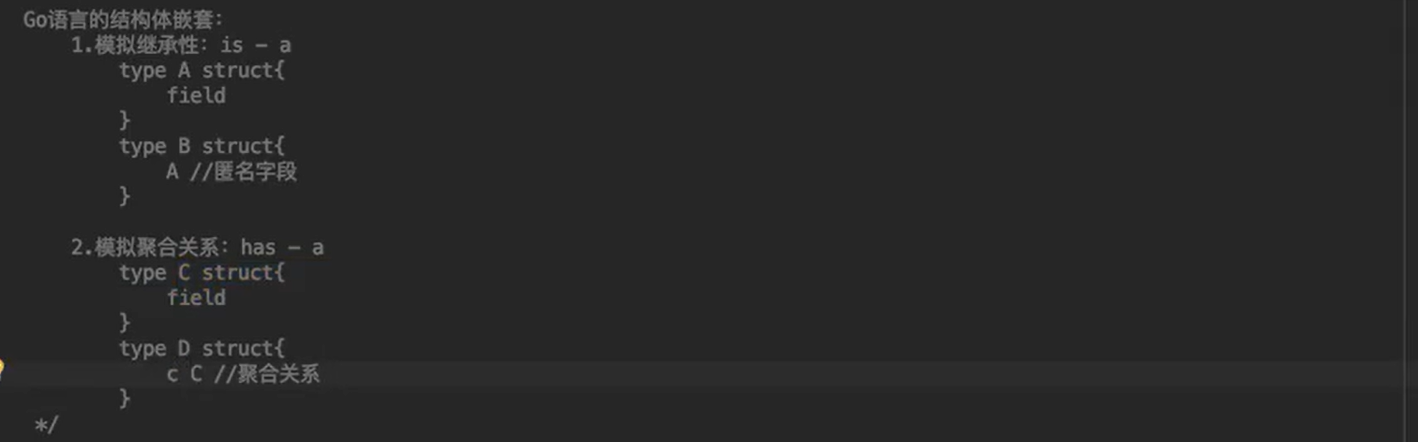 Go语言的结构体嵌套:
1.模拟继承性: is - a
type A struct{
field
}
type B struct{
A //匿名字段
}
2.模拟聚合关系: has - a
type C struct{
field
}
type D struct{
c C //聚合关系
}
*/